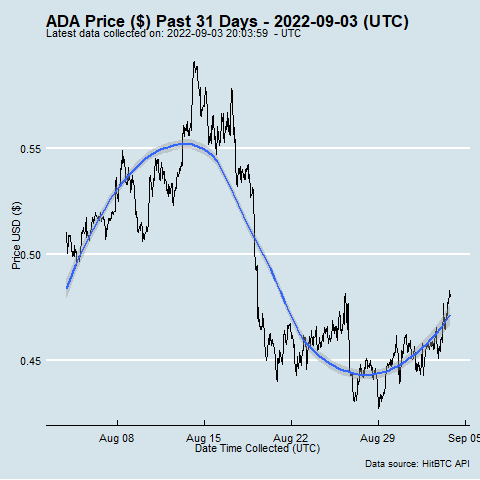 ADA Price ($) Past 31 Days - 2022-09-03 (UTC)
Latest data collected on: 2022-09-03 20:03:59 - UTC
Price USD ($)
0.55
0.50
0.45
Aug 08
Aug 15
Aug 22
Aug 29
Sep 05
Date Time Collected (UTC)
Data source: HitBTC API